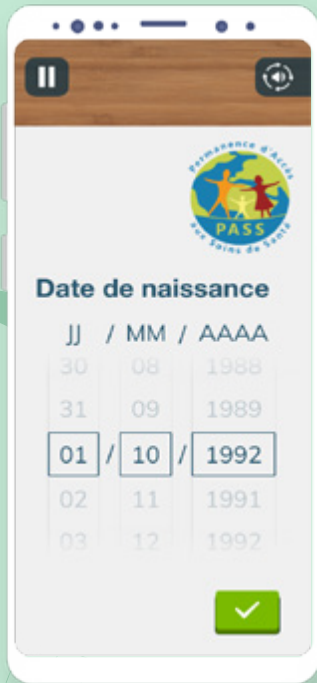 Permanence d'Accès
PASS
aux Soins de Santé
Date de naissance
JJ / MM / AAAA
30 08 1988
31 09 1989
01 / 10 / 1992
02 11 1991
03 12 1992